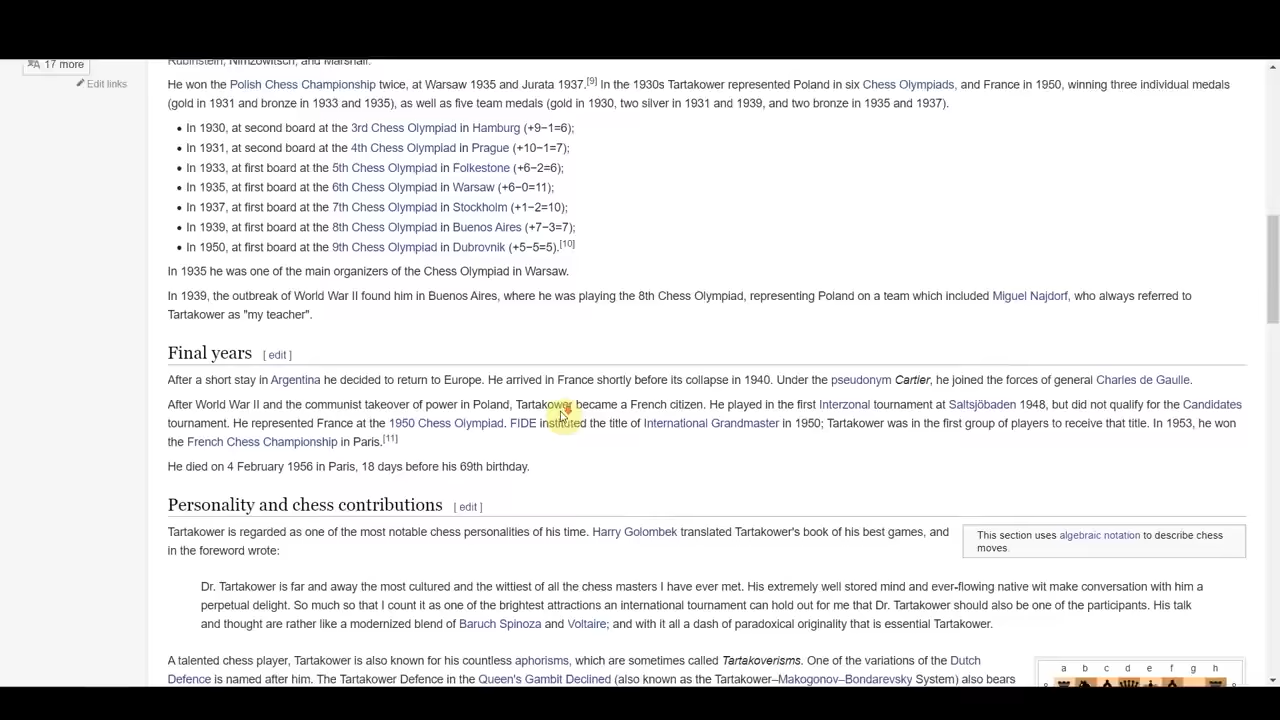 17 more
Edit links
Rubinstein, Nimzowitsch, and Marshall.
He won the Polish Chess Championship twice, at Warsaw 1935 and Jurata 1937.[9] In the 1930s Tartakower represented Poland in six Chess Olympiads, and France in 1950, winning three individual medals
(gold in 1931 and bronze in 1933 and 1935), as well as five team medals (gold in 1930, two silver in 1931 and 1939, and two bronze in 1935 and 1937).
• In 1930, at second board at the 3rd Chess Olympiad in Hamburg (+9−1=6);
• In 1931, at second board at the 4th Chess Olympiad in Prague (+10−1=7);
• In 1933, at first board at the 5th Chess Olympiad in Folkestone (+6−2=6);
• In 1935, at first board at the 6th Chess Olympiad in Warsaw (+6−0=11);
• In 1937, at first board at the 7th Chess Olympiad in Stockholm (+1−2=10);
• In 1939, at first board at the 8th Chess Olympiad in Buenos Aires (+7−3=7);
• In 1950, at first board at the 9th Chess Olympiad in Dubrovnik (+5−5=5).[10]
In 1935 he was one of the main organizers of the Chess Olympiad in Warsaw.
In 1939, the outbreak of World War II found him in Buenos Aires, where he was playing the 8th Chess Olympiad, representing Poland on a team which included Miguel Najdorf, who always referred to
Tartakower as "my teacher".
Final years [ edit ]
After a short stay in Argentina he decided to return to Europe. He arrived in France shortly before its collapse in 1940. Under the pseudonym Cartier, he joined the forces of general Charles de Gaulle.
After World War II and the communist takeover of power in Poland, Tartakower became a French citizen. He played in the first Interzonal tournament at Saltsjöbaden 1948, but did not qualify for the Candidates
tournament. He represented France at the 1950 Chess Olympiad. FIDE instituted the title of International Grandmaster in 1950; Tartakower was in the first group of players to receive that title. In 1953, he won
the French Chess Championship in Paris.[11]
He died on 4 February 1956 in Paris, 18 days before his 69th birthday.
Personality and chess contributions [ edit ]
Tartakower is regarded as one of the most notable chess personalities of his time. Harry Golombek translated Tartakower's book of his best games, and
in the foreword wrote:
This section uses algebraic notation to describe chess
moves.
Dr. Tartakower is far and away the most cultured and the wittiest of all the chess masters I have ever met. His extremely well stored mind and ever-flowing native wit make conversation with him a
perpetual delight. So much so that I count it as one of the brightest attractions an international tournament can hold out for me that Dr. Tartakower should also be one of the participants. His talk
and thought are rather like a modernized blend of Baruch Spinoza and Voltaire; and with it all a dash of paradoxical originality that is essential Tartakower.
A talented chess player, Tartakower is also known for his countless aphorisms, which are sometimes called Tartakoverisms. One of the variations of the Dutch
Defence is named after him. The Tartakower Defence in the Queen's Gambit Declined (also known as the Tartakower–Makogonov–Bondarevsky System) also bears
a b c d e f g h